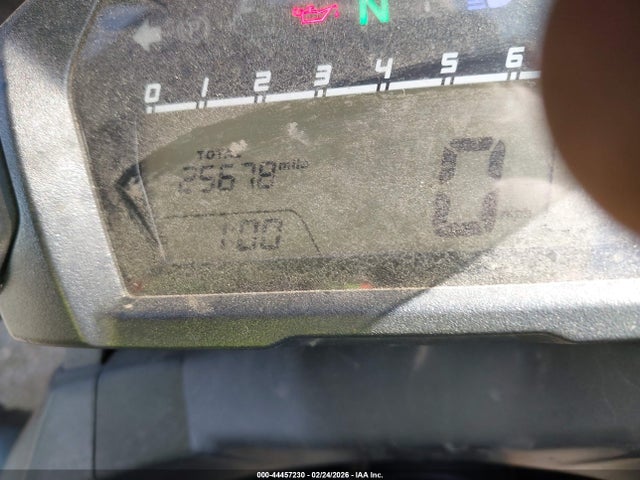 N
0 1 2 3 4 5 6
TOTAL
25678 mile
1:00
0 mph
000-44457230 - 02/24/2026 - IAA Inc.